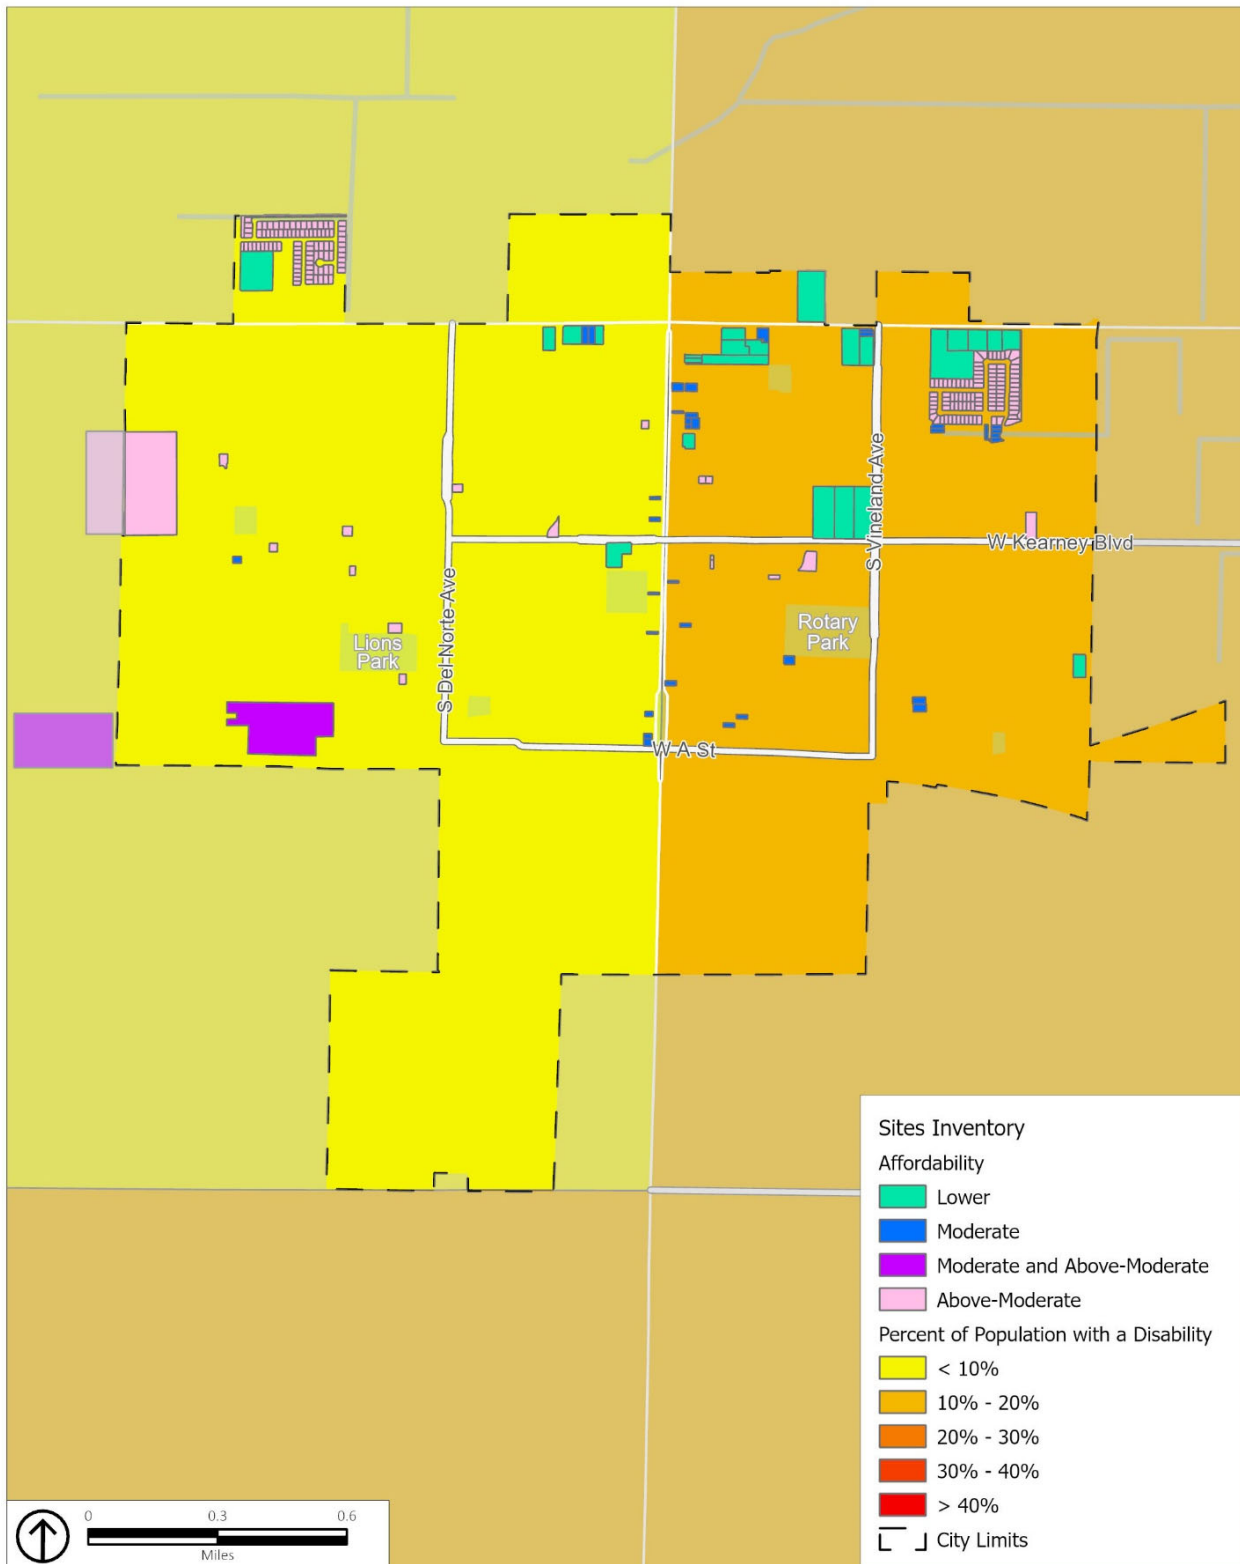 S Vineland Ave
W Kearney Blvd
S Del Norte Ave
Rotary
Park
Lions
Park
W A St
Sites Inventory
Affordability
Lower
Moderate
Moderate and Above-Moderate
Above-Moderate
Percent of Population with a Disability
< 10%
10% - 20%
20% - 30%
30% - 40%
> 40%
City Limits
0 0.3 0.6
Miles